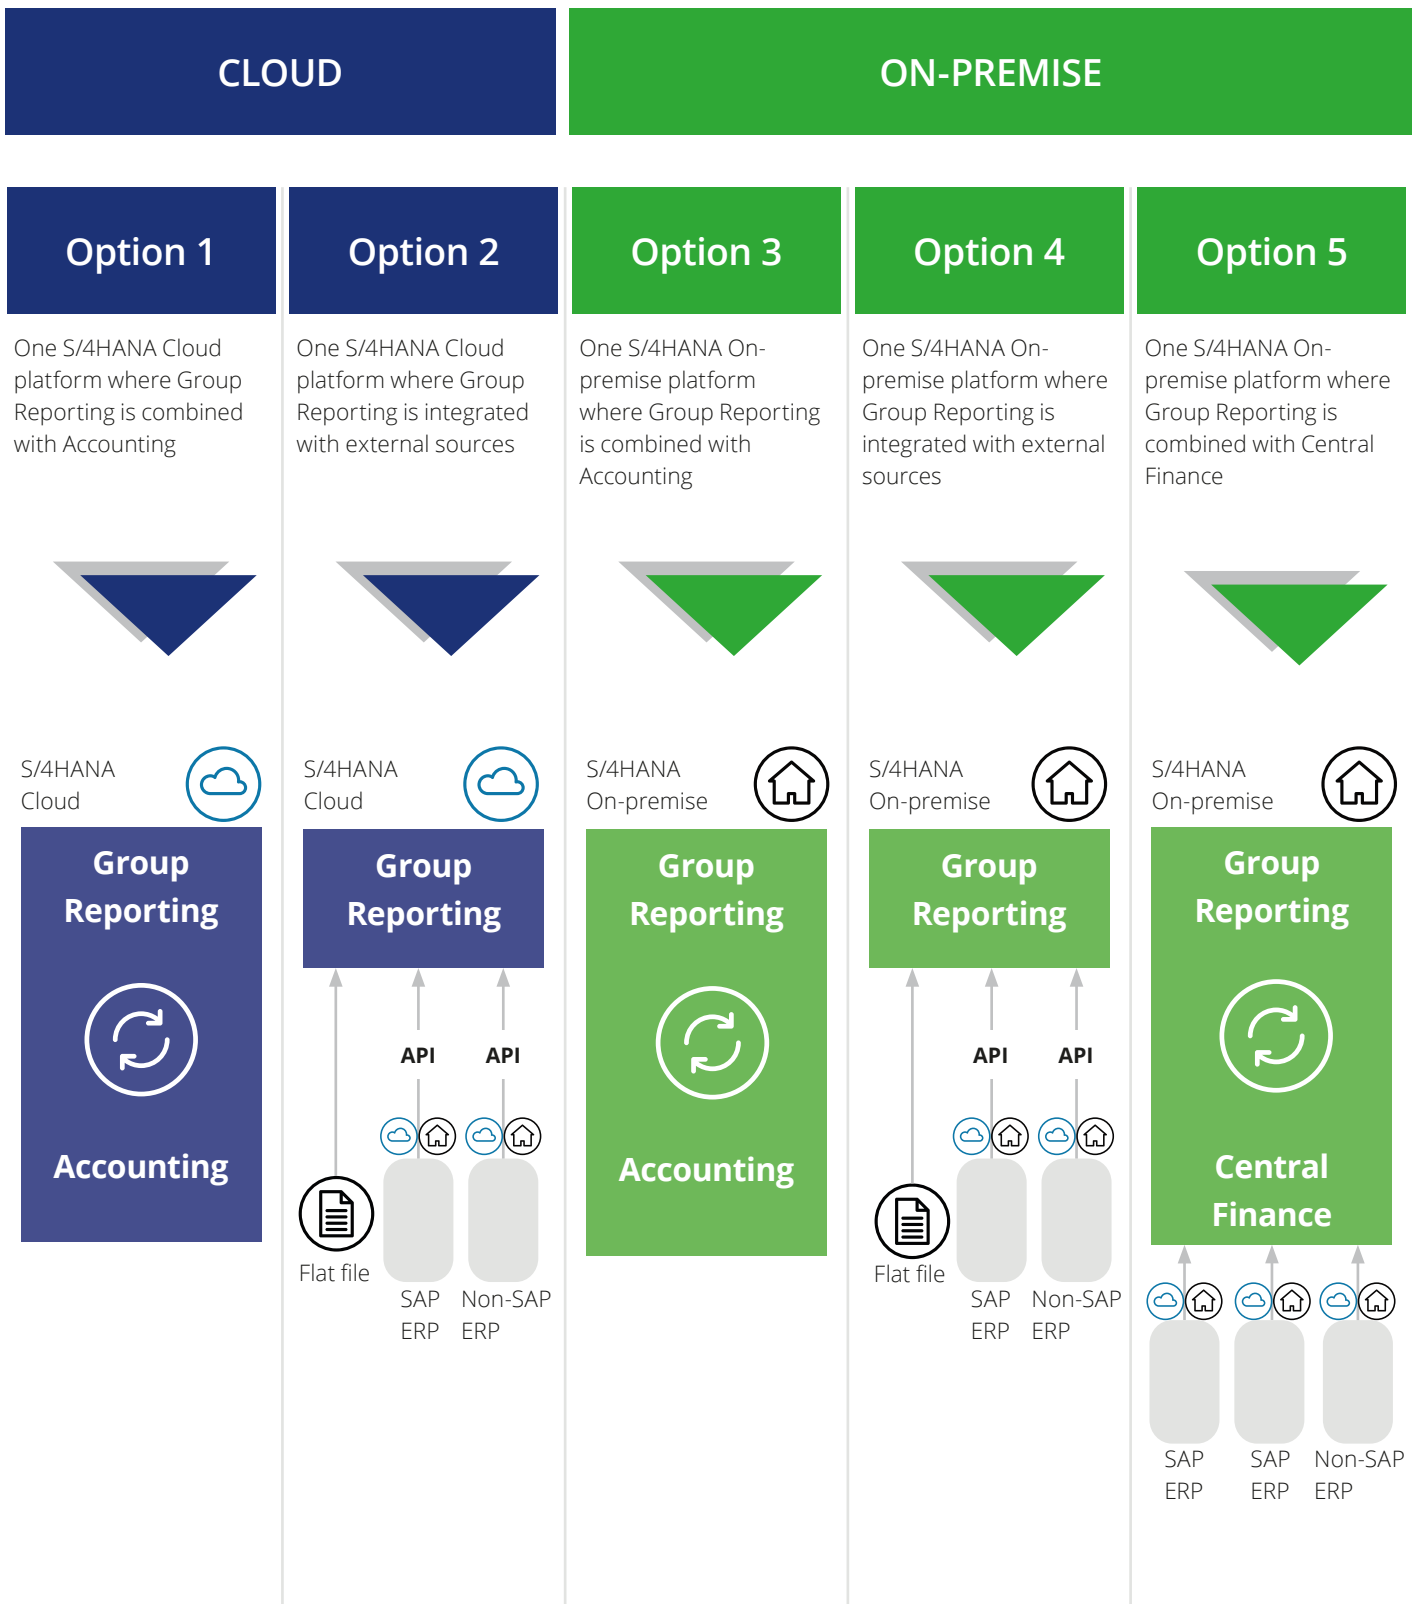 CLOUD
ON-PREMISE
Option 1
One S/4HANA Cloud
platform where Group
Reporting is combined
with Accounting
S/4HANA
Cloud
Group
Reporting
Accounting
Option 2
One S/4HANA Cloud
platform where Group
Reporting is integrated
with external sources
S/4HANA
Cloud
Group
Reporting
API
API
Flat file
SAP
ERP
Non-SAP
ERP
Option 3
One S/4HANA On-
premise platform
where Group Reporting
is combined with
Accounting
S/4HANA
On-premise
Group
Reporting
Accounting
Option 4
One S/4HANA On-
premise platform where
Group Reporting is
integrated with external
sources
S/4HANA
On-premise
Group
Reporting
API
API
Flat file
SAP
ERP
Non-SAP
ERP
Option 5
One S/4HANA On-
premise platform where
Group Reporting is
combined with Central
Finance
S/4HANA
On-premise
Group
Reporting
Central
Finance
SAP
ERP
SAP
ERP
Non-SAP
ERP